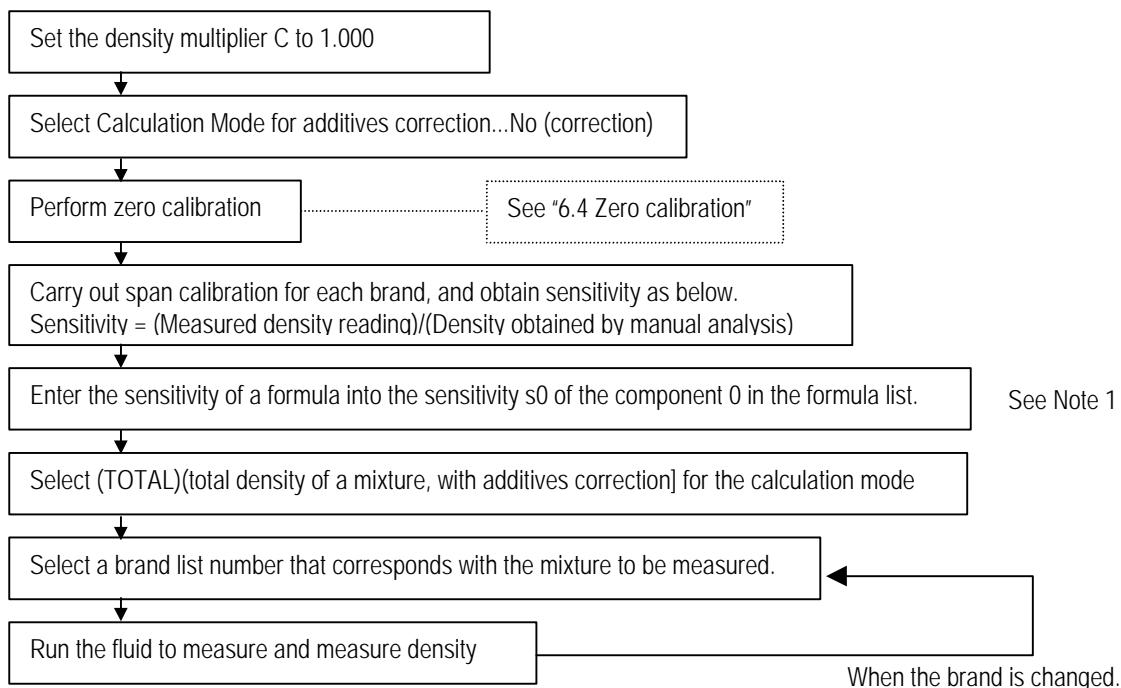 Set the density multiplier C to 1.000
Select Calculation Mode for additives correction...No (correction)
Perform zero calibration
See “6.4 Zero calibration”
Carry out span calibration for each brand, and obtain sensitivity as below.
Sensitivity = (Measured density reading)/(Density obtained by manual analysis)
Enter the sensitivity of a formula into the sensitivity s0 of the component 0 in the formula list.
See Note 1
Select (TOTAL)(total density of a mixture, with additives correction] for the calculation mode
Select a brand list number that corresponds with the mixture to be measured.
Run the fluid to measure and measure density
When the brand is changed.